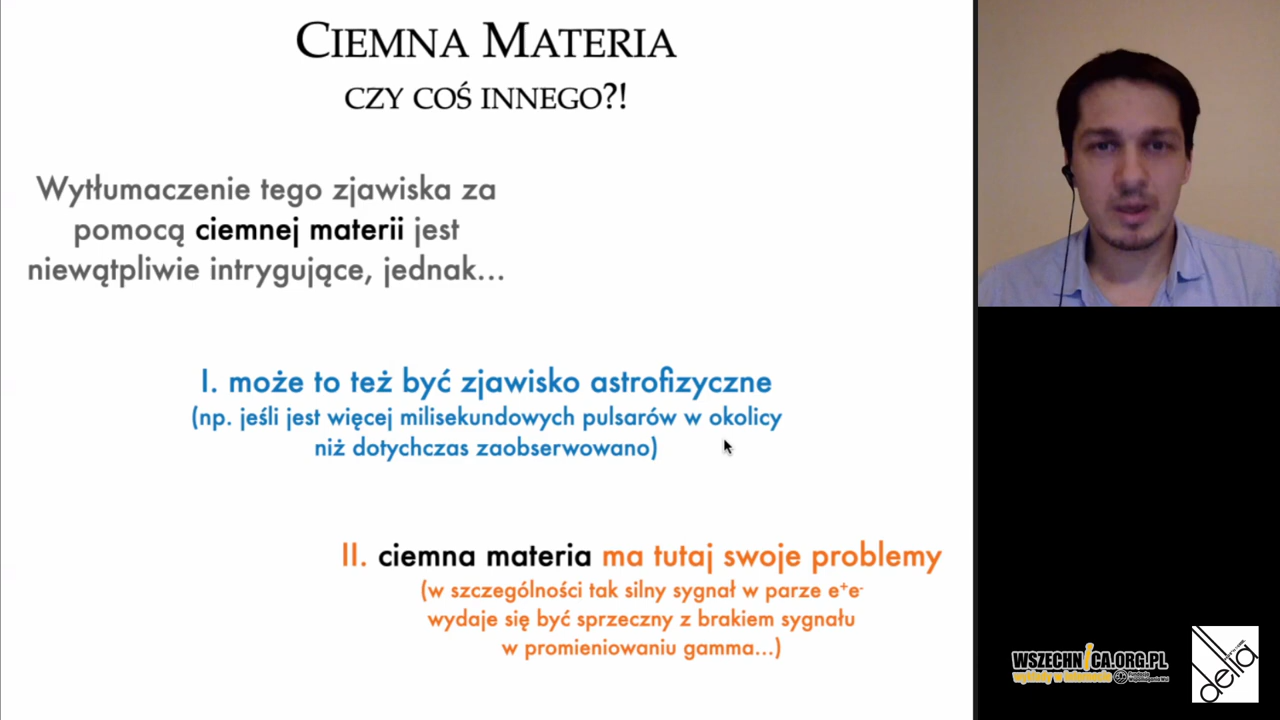 CIEMNA MATERIA
CZY COŚ INNEGO?!
Wytłumaczenie tego zjawiska za
pomocą ciemnej materii jest
niewątpliwie intrygujące, jednak...
I. może to też być zjawisko astrofizyczne
(np. jeśli jest więcej milisekundowych pulsarów w okolicy
niż dotychczas zaobserwowano)
II. ciemna materia ma tutaj swoje problemy
(w szczególności tak silny sygnał w parze e⁺e⁻
wydaje się być sprzeczny z brakiem sygnału
w promieniowaniu gamma...)
WSZECHNICA.ORG.PL
wykłady w internecie
delta